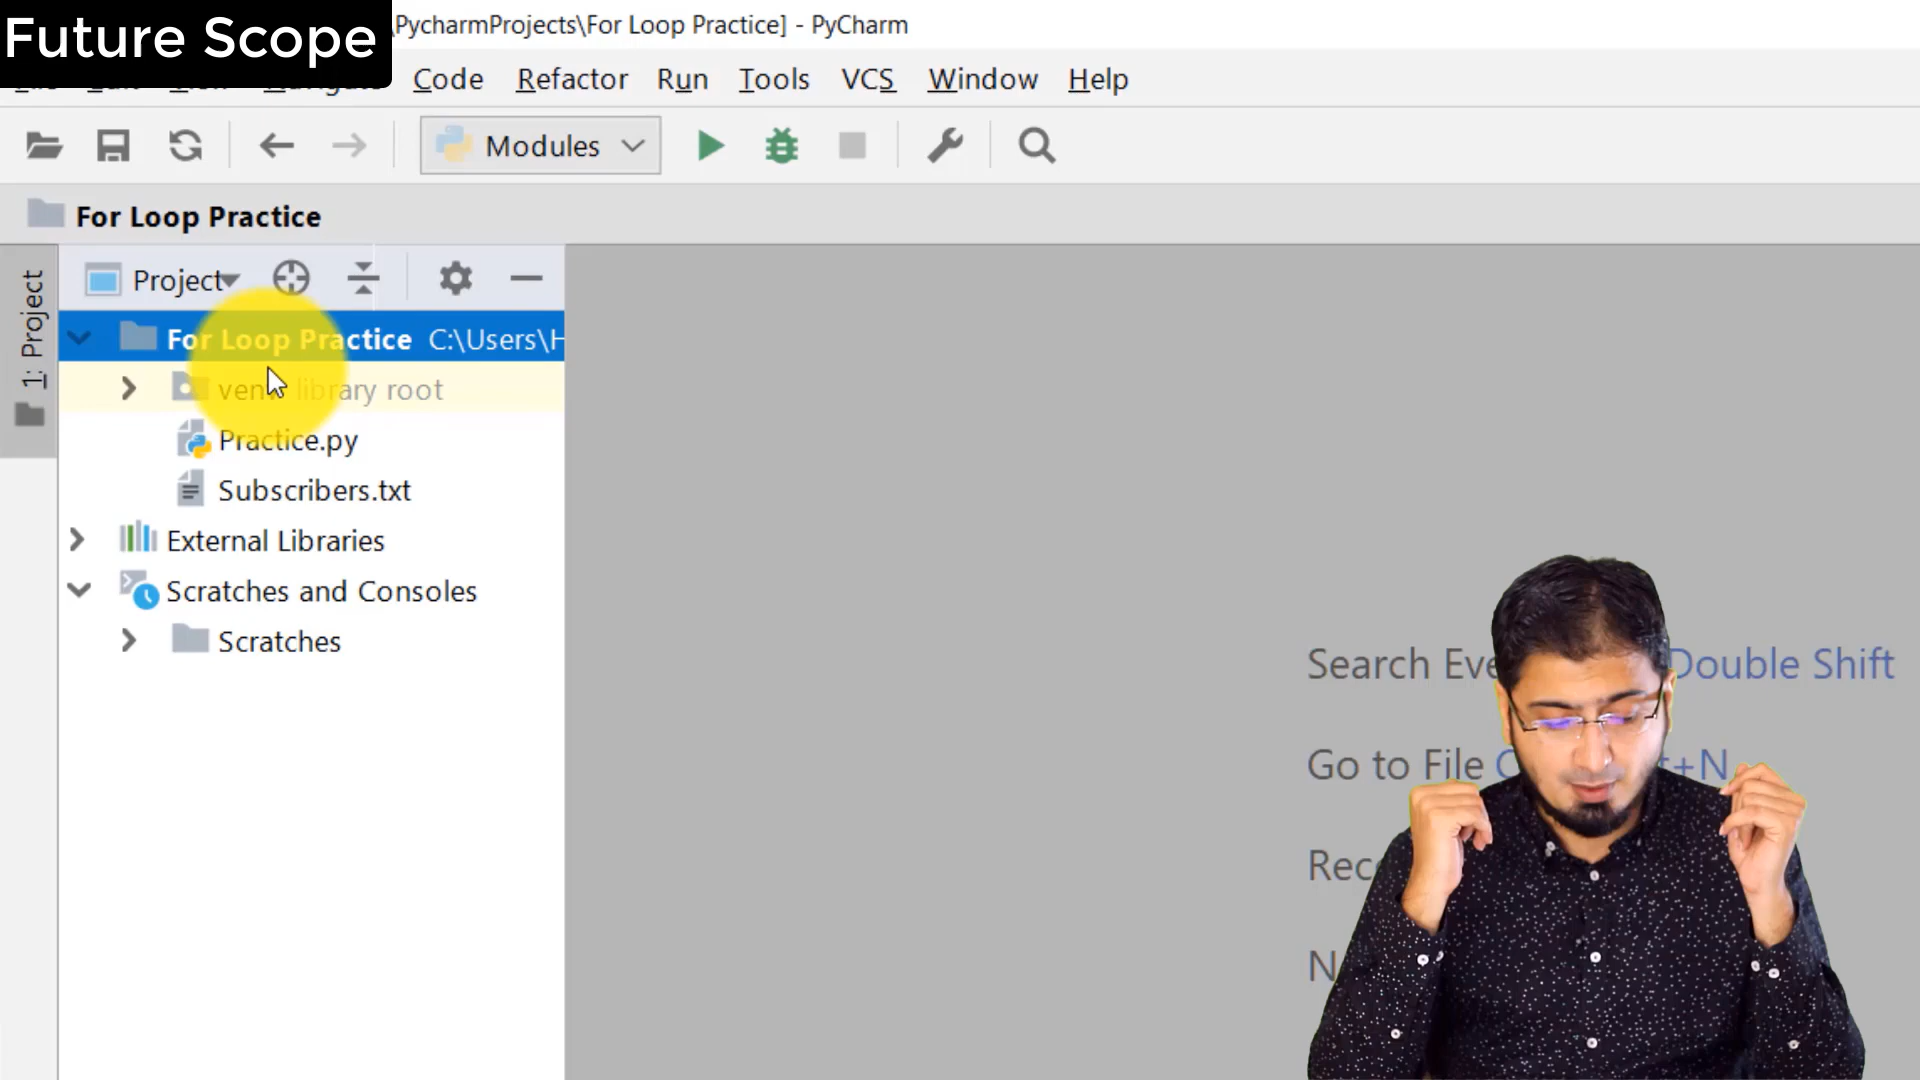 Future Scope
\PycharmProjects\For Loop Practice] - PyCharm
Code Refactor Run Tools VCS Window Help
Modules
For Loop Practice
1: Project
Project
For Loop Practice C:\Users\H
library root
Practice.py
Subscribers.txt
External Libraries
Scratches and Consoles
Scratches
Search Double Shift
Go to File +N